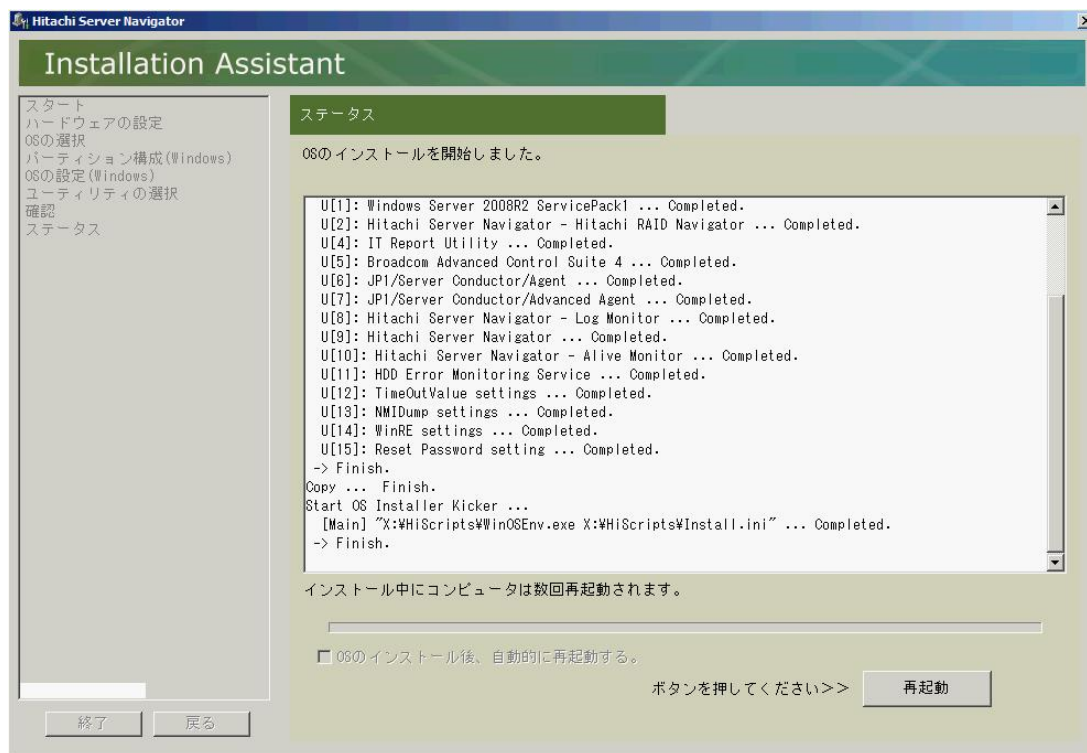 Hitachi Server Navigator
Installation Assistant
スタート
ハードウェアの設定
OSの選択
パーティション構成(Windows)
OSの設定(Windows)
ユーティリティの選択
確認
ステータス
ステータス
OSのインストールを開始しました。
U[1]: Windows Server 2008R2 ServicePack1 ... Completed.
U[2]: Hitachi Server Navigator - Hitachi RAID Navigator ... Completed.
U[4]: IT Report Utility ... Completed.
U[5]: Broadcom Advanced Control Suite 4 ... Completed.
U[6]: JP1/Server Conductor/Agent ... Completed.
U[7]: JP1/Server Conductor/Advanced Agent ... Completed.
U[8]: Hitachi Server Navigator - Log Monitor ... Completed.
U[9]: Hitachi Server Navigator ... Completed.
U[10]: Hitachi Server Navigator - Alive Monitor ... Completed.
U[11]: HDD Error Monitoring Service ... Completed.
U[12]: TimeOutValue settings ... Completed.
U[13]: NMIDump settings ... Completed.
U[14]: WinRE settings ... Completed.
U[15]: Reset Password setting ... Completed.
-> Finish.
Copy ... Finish.
Start OS Installer Kicker ...
[Main] "X:¥HiScripts¥WinOSEnv.exe X:¥HiScripts¥Install.ini" ... Completed.
-> Finish.
インストール中にコンピュータは数回再起動されます。
OSのインストール後、自動的に再起動する。
ボタンを押してください>>
再起動
終了
戻る